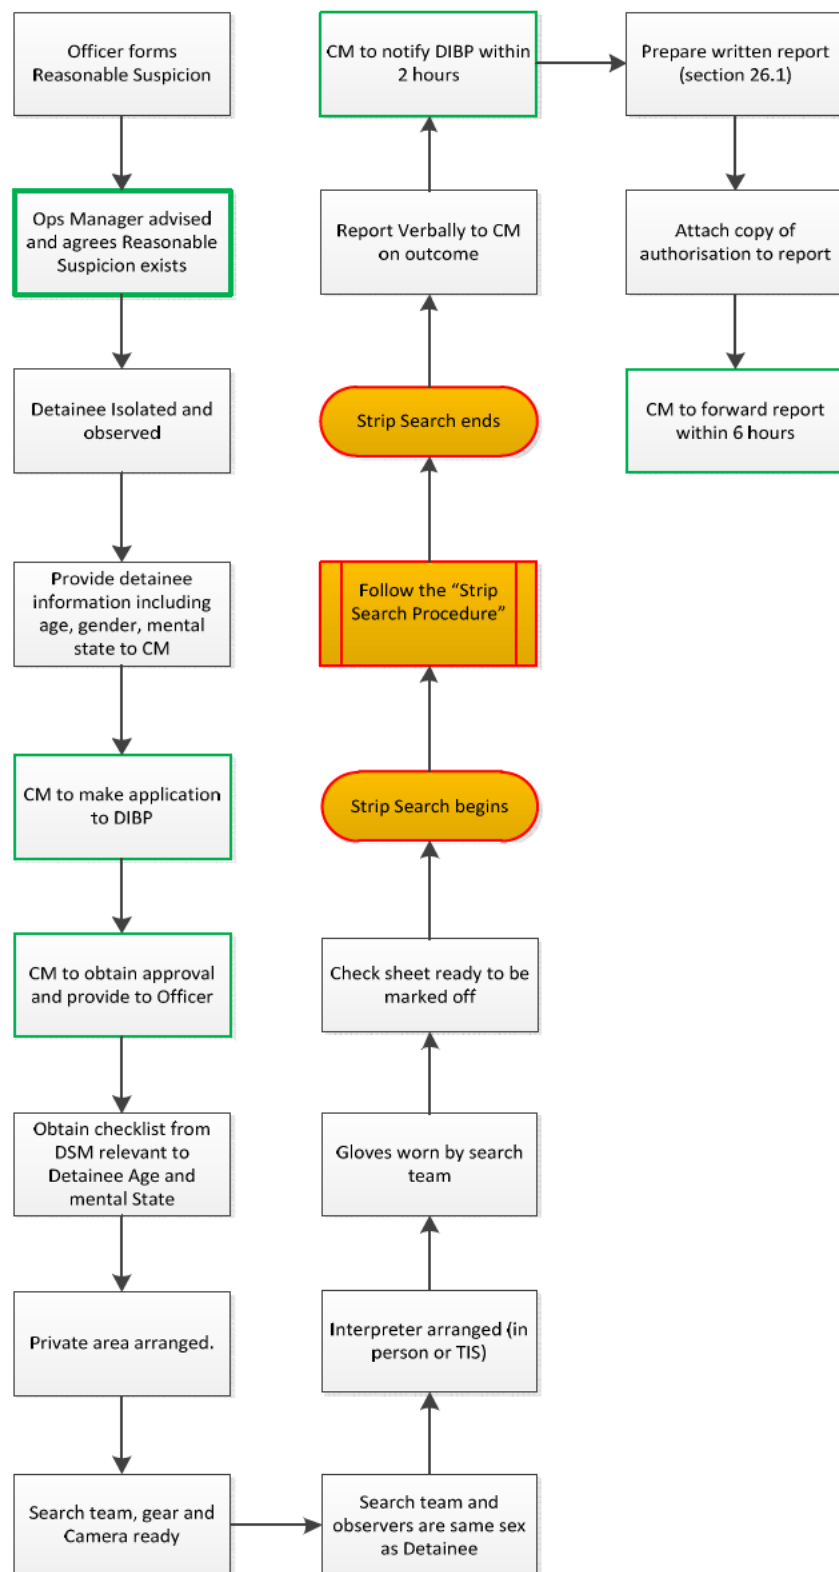 Officer forms
Reasonable Suspicion
Ops Manager advised
and agrees Reasonable
Suspicion exists
Detainee Isolated and
observed
Provide detainee
information including
age, gender, mental
state to CM
CM to make application
to DIBP
CM to obtain approval
and provide to Officer
Obtain checklist from
DSM relevant to
Detainee Age and
mental State
Private area arranged.
Search team, gear and
Camera ready
Search team and
observers are same sex
as Detainee
Interpreter arranged (in
person or TIS)
Gloves worn by search
team
Check sheet ready to be
marked off
Strip Search begins
Follow the “Strip
Search Procedure”
Strip Search ends
Report Verbally to CM
on outcome
CM to notify DIBP within
2 hours
Prepare written report
(section 26.1)
Attach copy of
authorisation to report
CM to forward report
within 6 hours